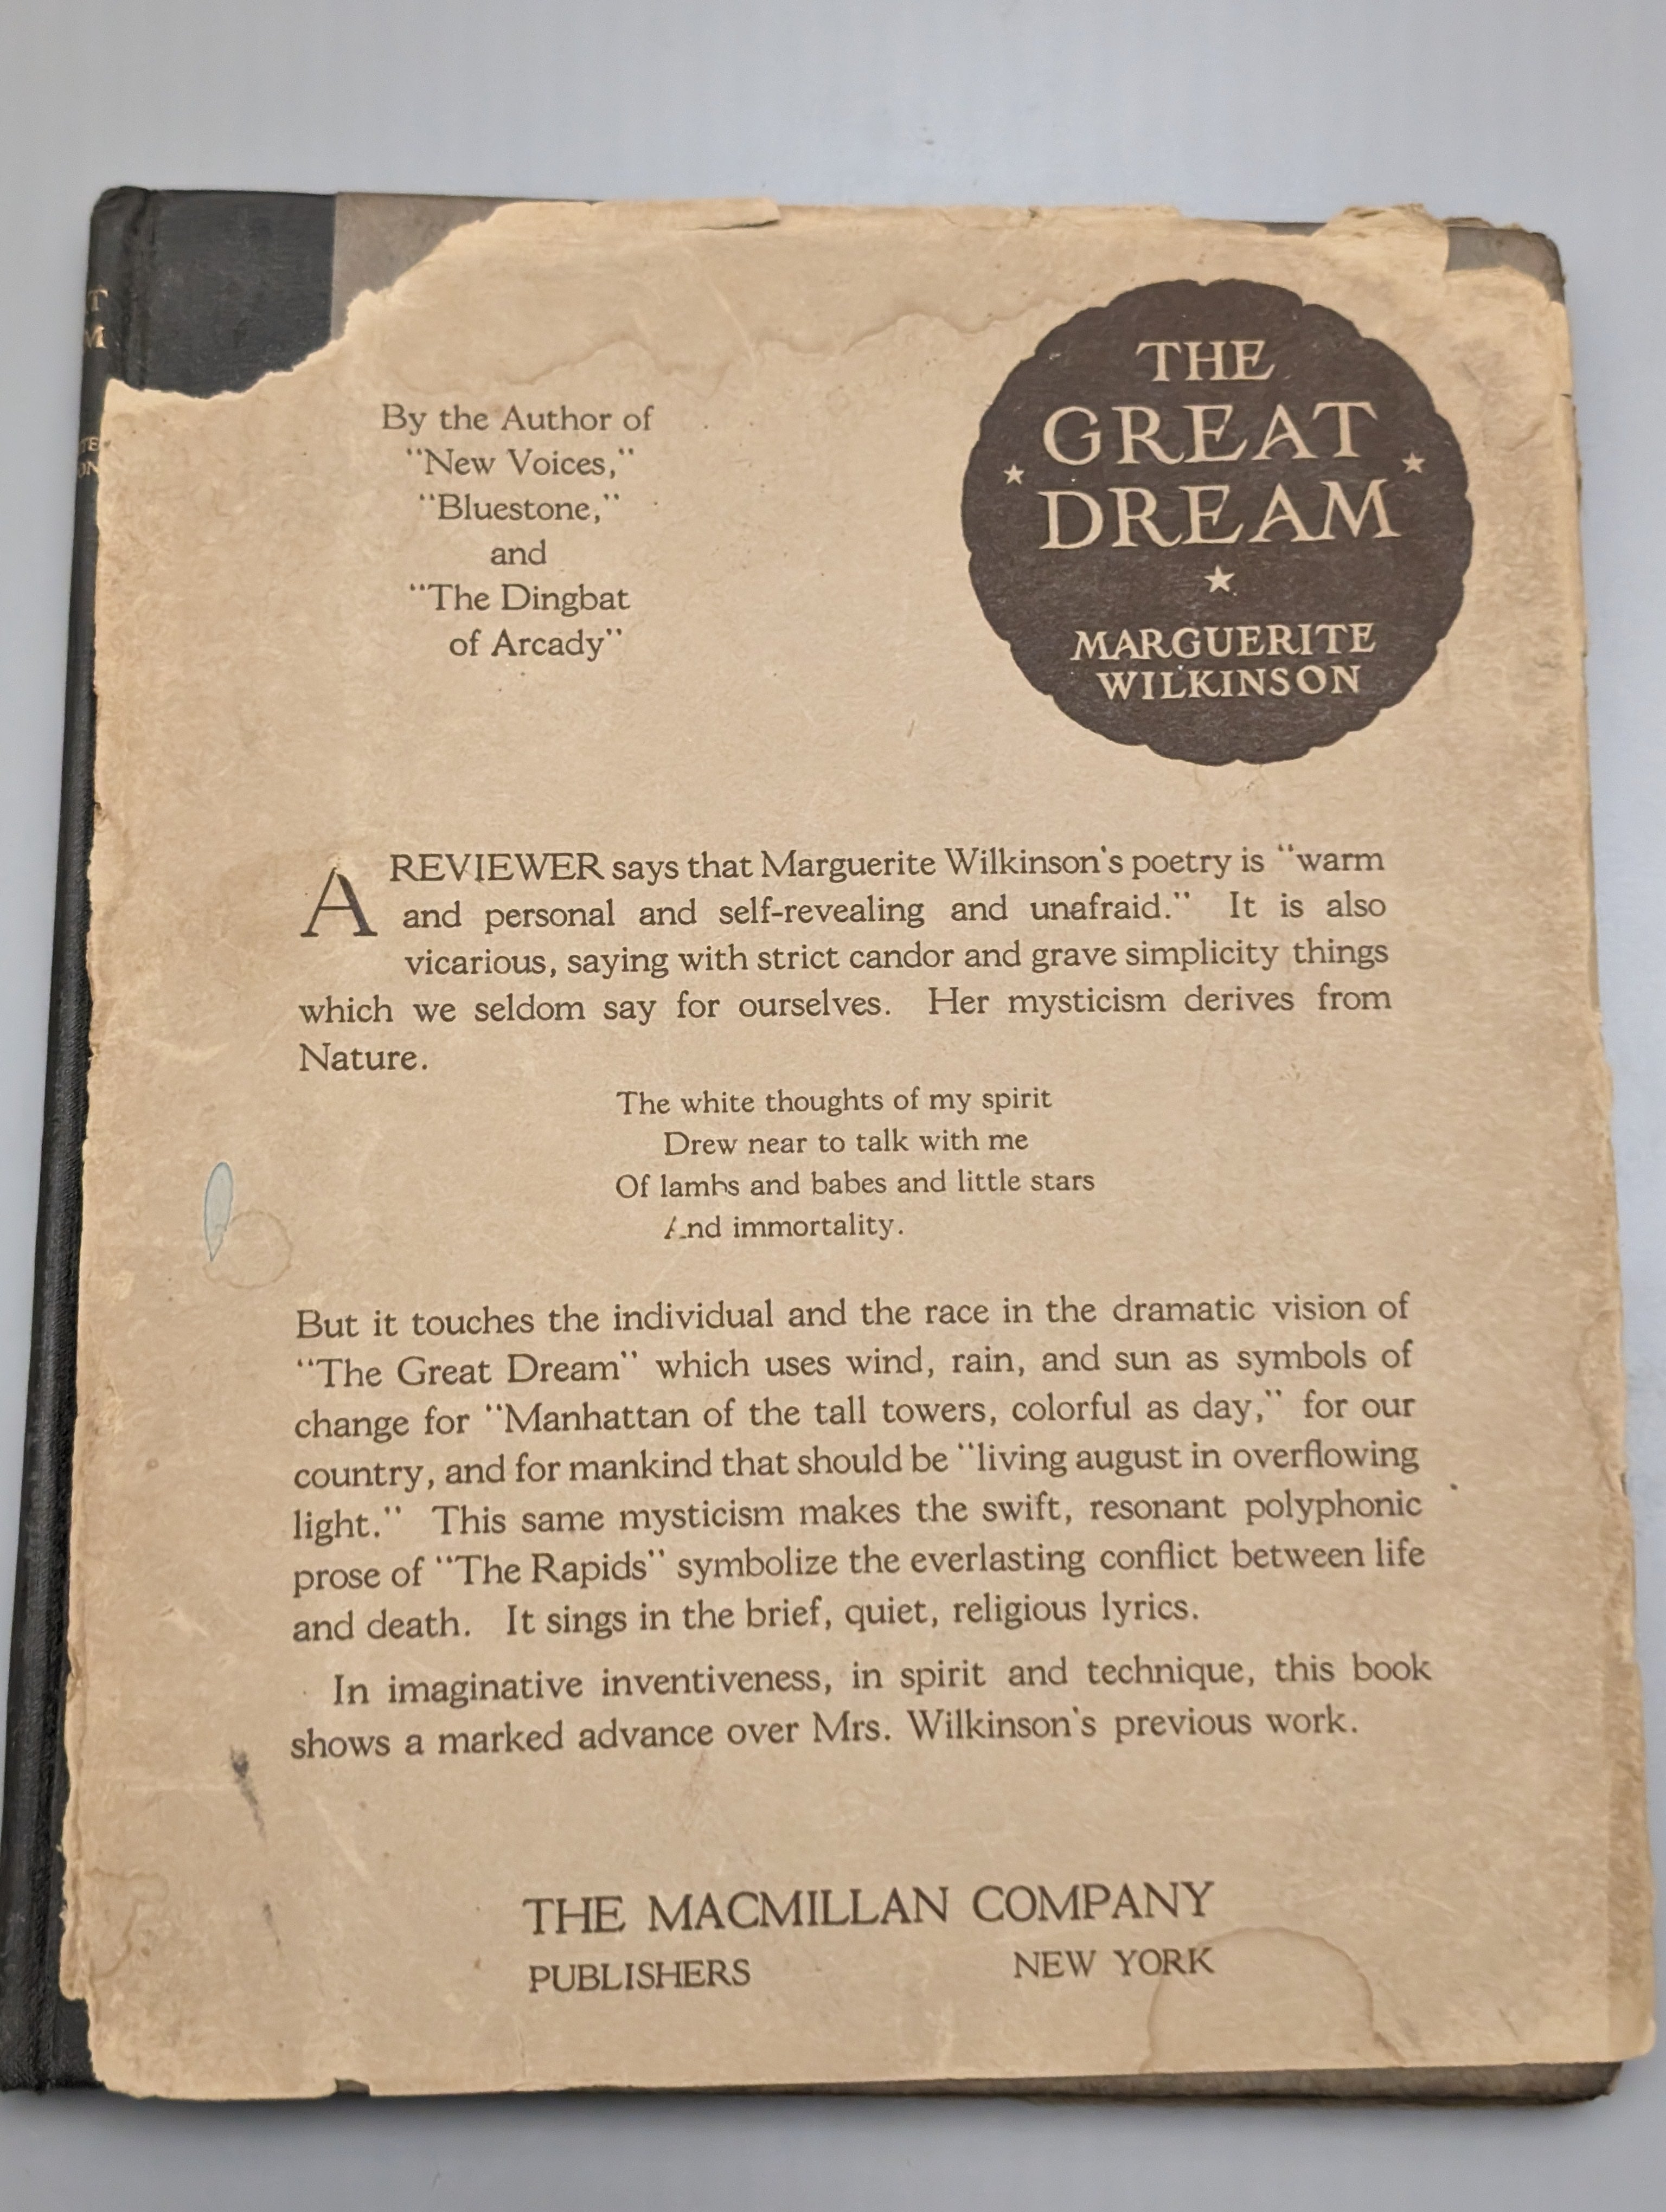 T
M
TE
ON
By the Author of
"New Voices,"
"Bluestone,"
and
"The Dingbat
of Arcady"
THE
GREAT
DREAM
MARGUERITE
WILKINSON
A REVIEWER says that Marguerite Wilkinson's poetry is "warm
and personal and self-revealing and unafraid." It is also
vicarious, saying with strict candor and grave simplicity things
which we seldom say for ourselves. Her mysticism derives from
Nature.
The white thoughts of my spirit
Drew near to talk with me
Of lambs and babes and little stars
And immortality.
But it touches the individual and the race in the dramatic vision of
"The Great Dream" which uses wind, rain, and sun as symbols of
change for "Manhattan of the tall towers, colorful as day," for our
country, and for mankind that should be "living august in overflowing
light." This same mysticism makes the swift, resonant polyphonic
prose of "The Rapids" symbolize the everlasting conflict between life
and death. It sings in the brief, quiet, religious lyrics.
In imaginative inventiveness, in spirit and technique, this book
shows a marked advance over Mrs. Wilkinson's previous work.
THE MACMILLAN COMPANY
PUBLISHERS NEW YORK